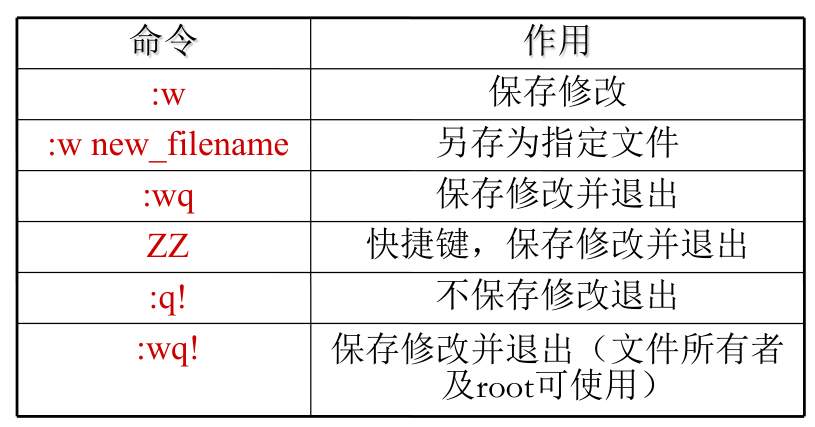 命令 作用
:w 保存修改
:w new_filename 另存为指定文件
:wq 保存修改并退出
ZZ 快捷键，保存修改并退出
:q! 不保存修改退出
:wq! 保存修改并退出（文件所有者
及root可使用）